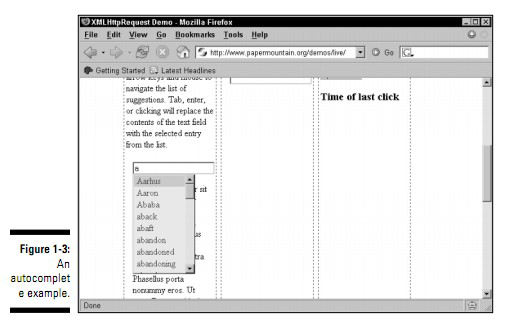 XMLHttpRequest Demo - Mozilla Firefox
File Edit View Go Bookmarks Tools Help
http://www.papermountain.org/demos/live/ Go G
Getting Started Latest Headlines
arrow keys and mouse to
navigate the list of
suggestions. Tab, enter,
or clicking will replace the
contents of the text field
with the selected entry
from the list.
Time of last click
a
Aarhus
Aaron
Ababa
aback
abaft
abandon
abandoned
abandoning
r sit
us
tra
Phasellus porta
nonummy eros. Ut
Done
Figure 1-3:
An
autocomplet
e example.